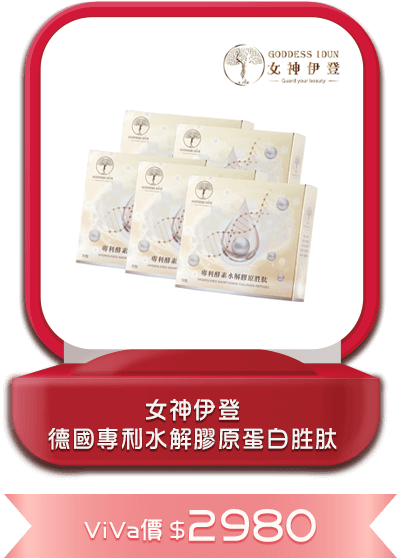 GODDESS IDUN
女神伊登
Guard your beauty
專利酵素水解膠原胜肽
女神伊登
德國專利水解膠原蛋白胜肽
ViVa價 $2980